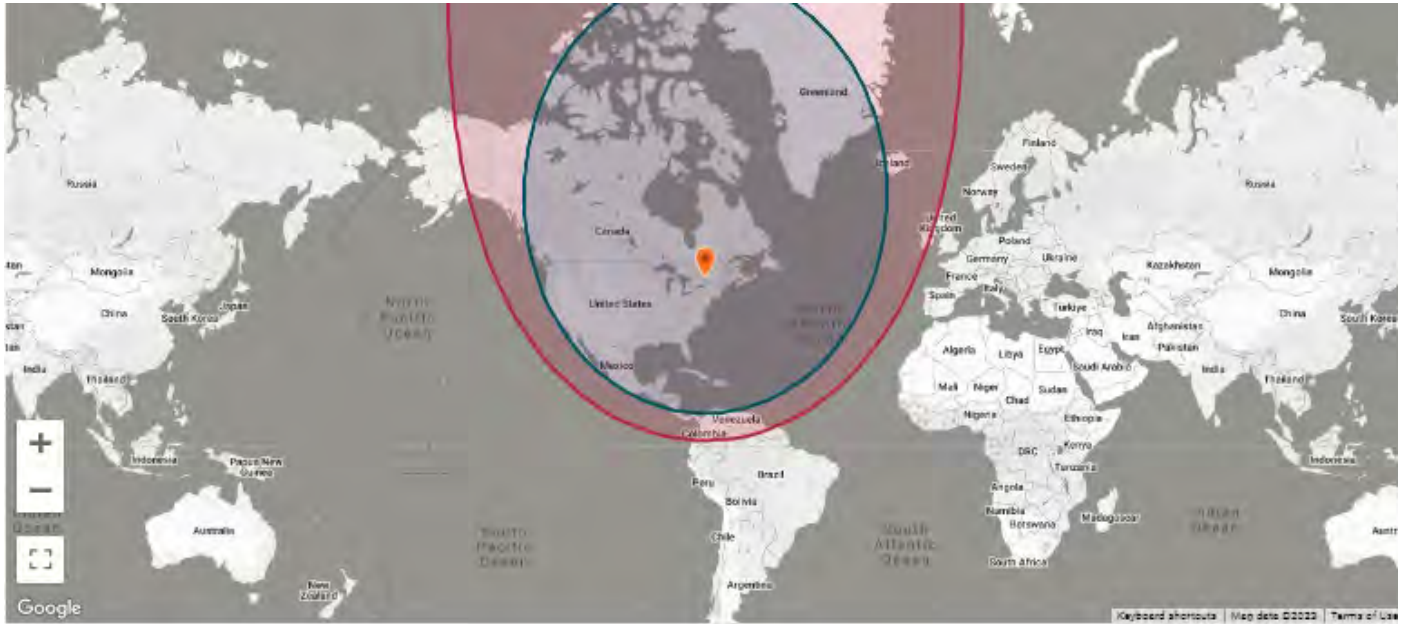 Greenland
Finland
Iceland
Sweden
Russia
Russia
Norway
United
Kingdom
Canada
Poland
Germany
Ukraine
Kazakhstan
Mongolia
Mongolia
France
Italy
Spain
Türkiye
North
Pacific
Ocean
United States
China
South Korea
Japan
China
South Korea
Iraq
Iran
Afghanistan
Pakistan
Algeria
Libya
Egypt
Saudi Arabia
India
Mexico
India
Thailand
Mali
Niger
Chad
Sudan
Thailand
Nigeria
Ethiopia
Venezuela
Colombia
+
−
Indonesia
Papua New
Guinea
DRC
Kenya
Tanzania
Indonesia
Peru
Brazil
Bolivia
Angola
Namibia
Botswana
Madagascar
Indian
Ocean
Ocean
Australia
South
Pacific
Ocean
Chile
South
Atlantic
Ocean
South Africa
Argentina
New
Zealand
Google
Keyboard shortcuts
Map data ©2023
Terms of Use